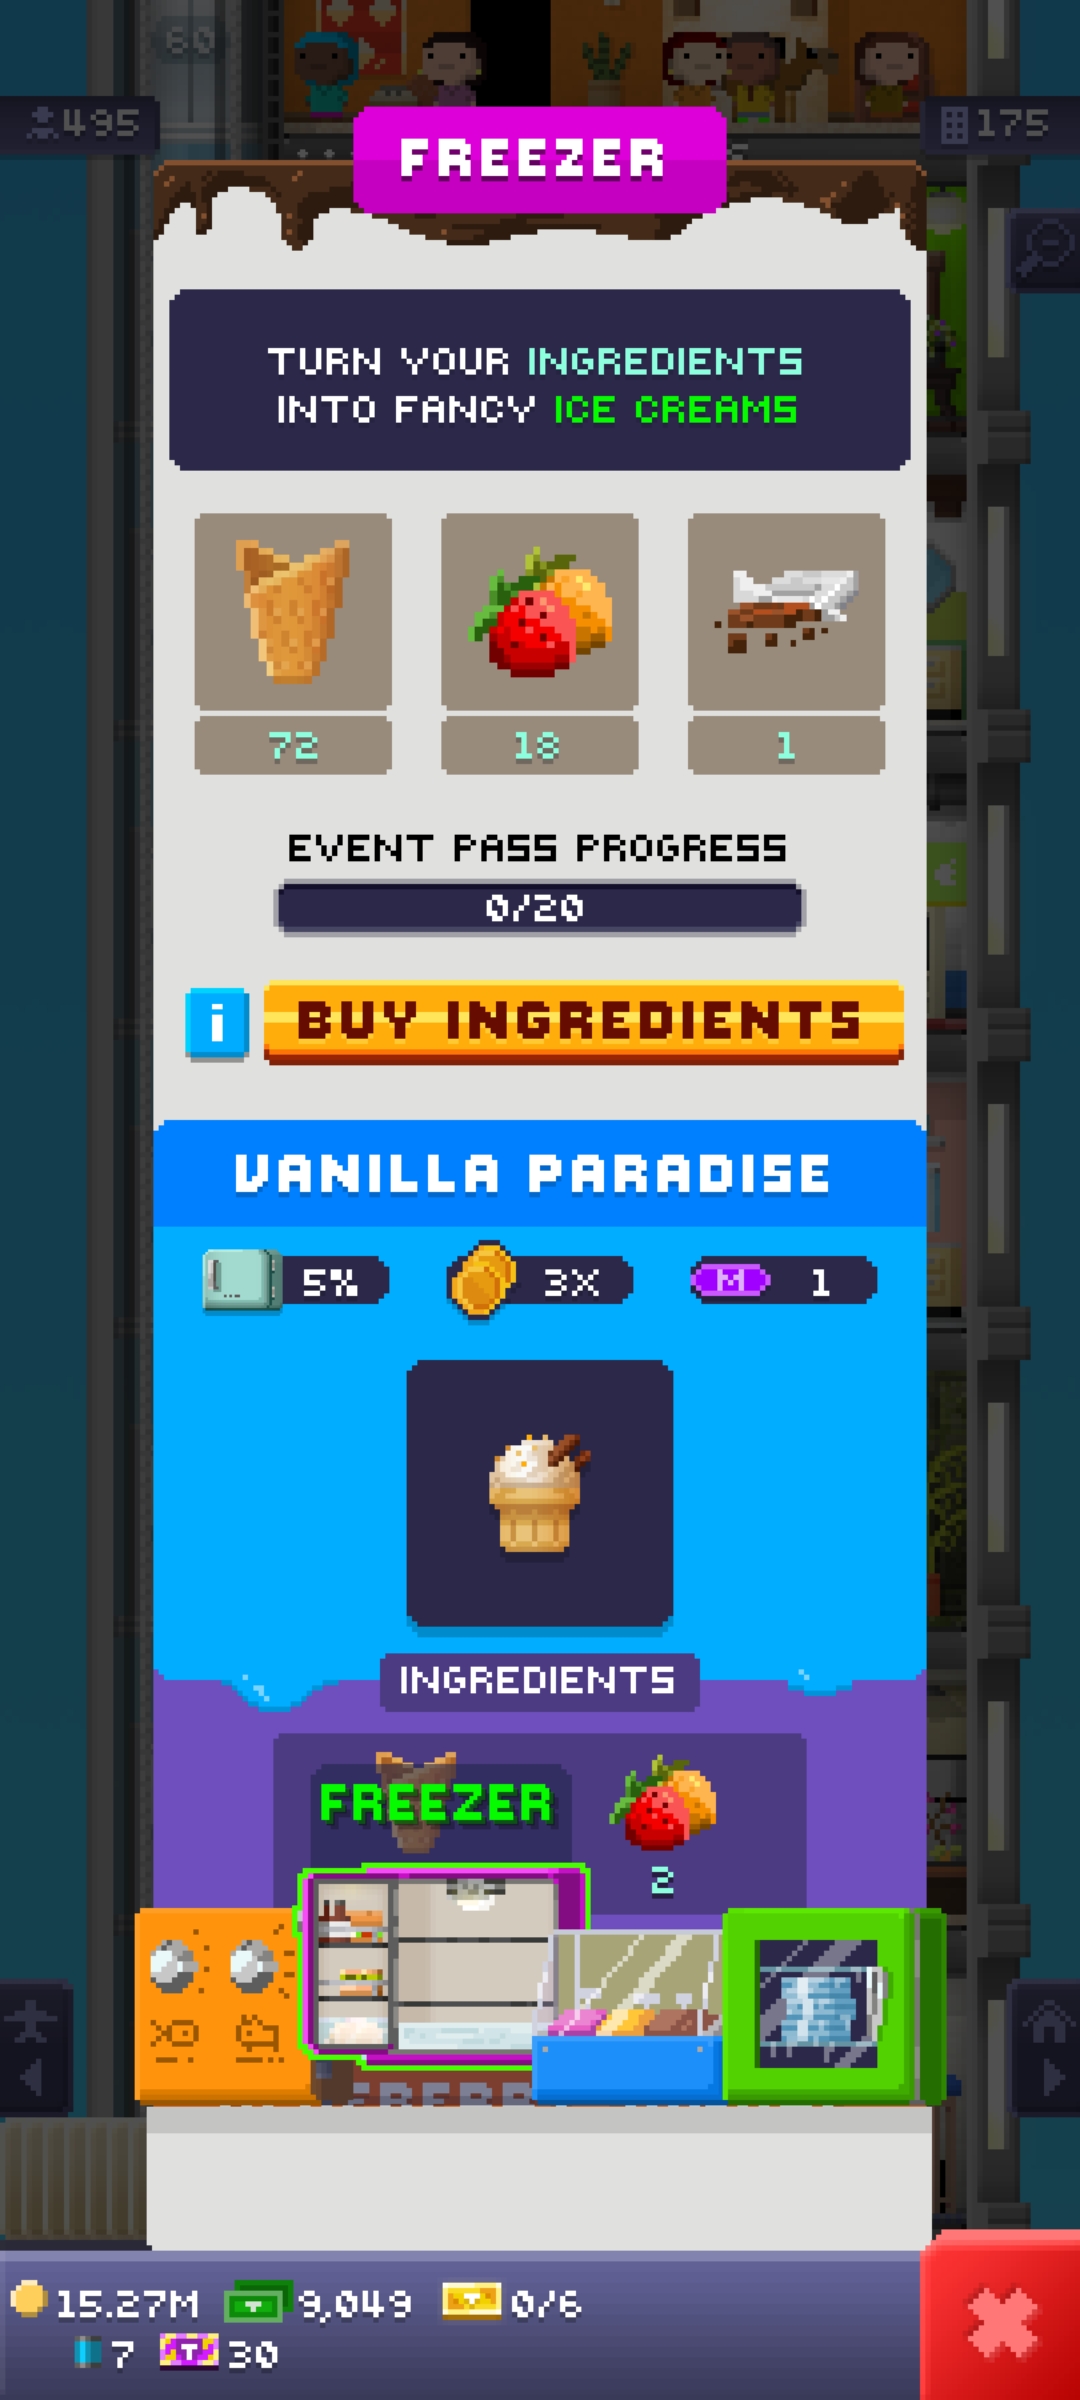 60
495
175
FREEZER
TURN YOUR INGREDIENTS
INTO FANCY ICE CREAMS
72
18
1
EVENT PASS PROGRESS
0/20
i
BUY INGREDIENTS
VANILLA PARADISE
5%
3X
M
1
INGREDIENTS
FREEZER
2
15.27M
9,049
0/6
7
T
30